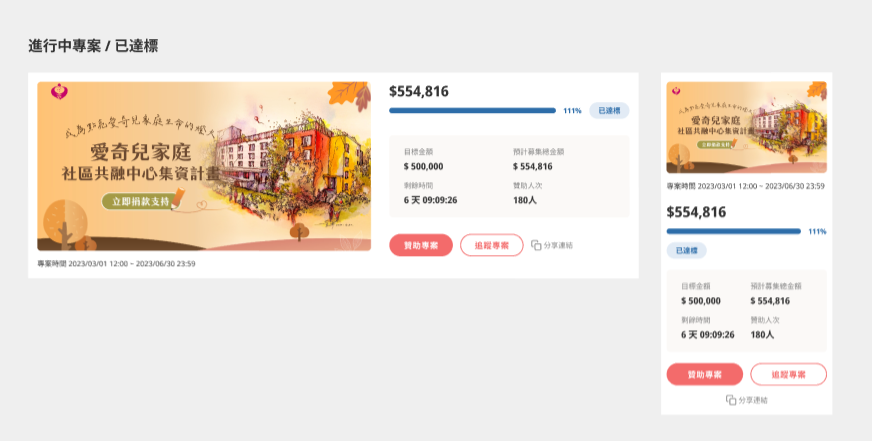 進行中專案 / 已達標
成為點亮愛奇兒家庭生命的燈人
愛奇兒家庭
社區共融中心集資計畫
立即捐款支持
專案時間 2023/03/01 12:00 ~ 2023/06/30 23:59
$554,816
111%
已達標
目標金額
$ 500,000
預計募集總金額
$ 554,816
剩餘時間
6 天 09:09:26
贊助人次
180人
贊助專案
追蹤專案
分享連結
成為點亮愛奇兒家庭生命的燈人
愛奇兒家庭
社區共融中心集資計畫
立即捐款支持
專案時間 2023/03/01 12:00 ~ 2023/06/30 23:59
$554,816
111%
已達標
目標金額
$ 500,000
預計募集總金額
$ 554,816
剩餘時間
6 天 09:09:26
贊助人次
180人
贊助專案
追蹤專案
分享連結